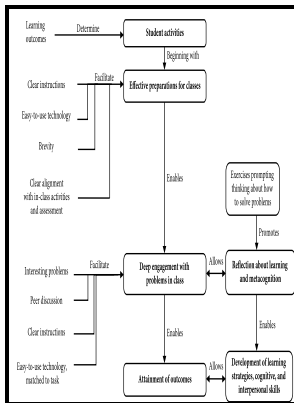 Learning
outcomes
Determine
Student activities
Beginning with
Clear instructions
Facilitate
Effective preparations for classes
Easy-to-use technology
Brevity
Clear alignment
with in-class activities
and assessment
Enables
Exercises prompting
thinking about how
to solve problems
Promotes
Interesting problems
Facilitate
Deep engagement with
problems in class
Allows
Reflection about learning
and metacognition
Peer discussion
Clear instructions
Enables
Enables
Easy-to-use technology,
matched to task
Attainment of outcomes
Allows
Development of learning
strategies, cognitive, and
interpersonal skills